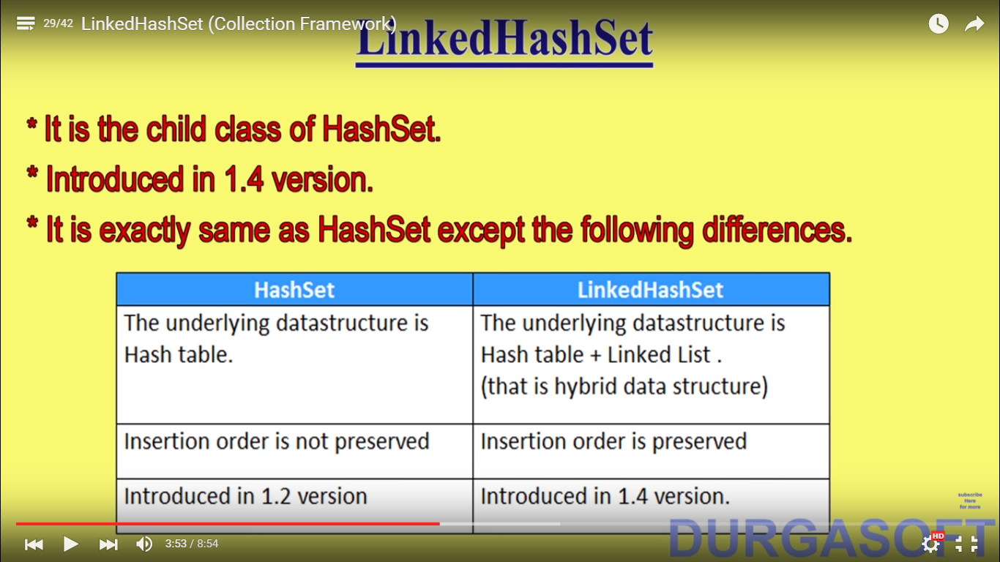 29/42 LinkedHashSet (Collection Framework)
LinkedHashSet
* It is the child class of HashSet.
* Introduced in 1.4 version.
* It is exactly same as HashSet except the following differences.
HashSet
LinkedHashSet
The underlying datastructure is
Hash table.
The underlying datastructure is
Hash table + Linked List .
(that is hybrid data structure)
Insertion order is not preserved
Insertion order is preserved
Introduced in 1.2 version
Introduced in 1.4 version.
subscribe
Here
for more
DURGASOFT
3:53 / 8:54
HD